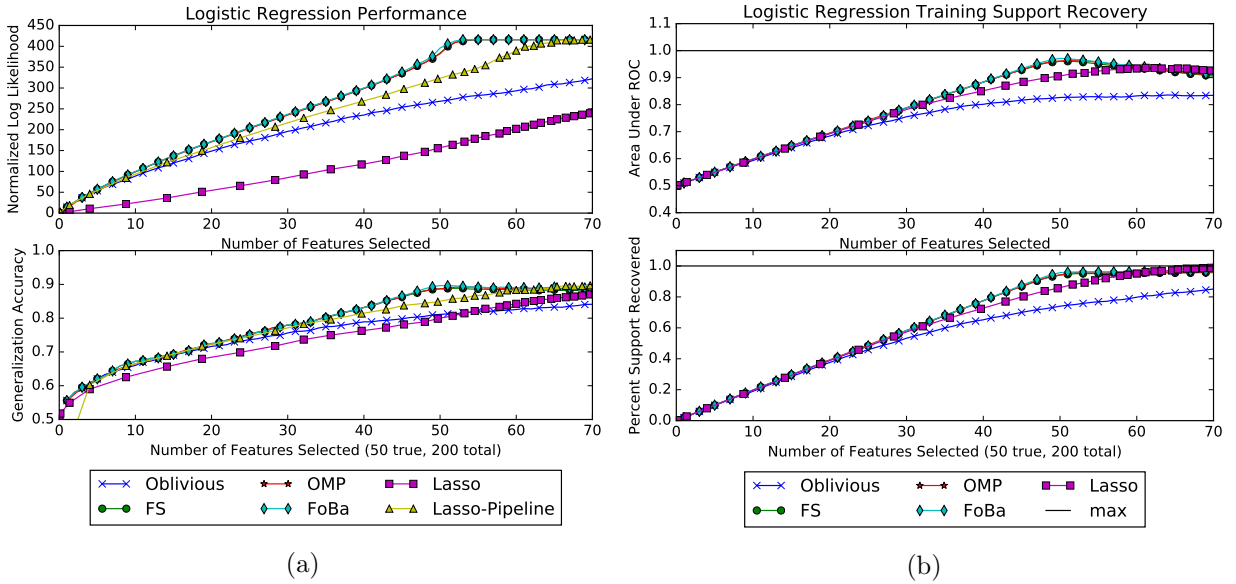 Logistic Regression Performance
Normalized Log Likelihood
450
400
350
300
250
200
150
100
50
0
0 10 20 30 40 50 60 70
Number of Features Selected
Generalization Accuracy
1.0
0.9
0.8
0.7
0.6
0.5
0 10 20 30 40 50 60 70
Number of Features Selected (50 true, 200 total)
Oblivious OMP Lasso
FS FoBa Lasso-Pipeline
(a)
Logistic Regression Training Support Recovery
Area Under ROC
1.1
1.0
0.9
0.8
0.7
0.6
0.5
0.4
0 10 20 30 40 50 60 70
Number of Features Selected
Percent Support Recovered
1.0
0.8
0.6
0.4
0.2
0.0
0 10 20 30 40 50 60 70
Number of Features Selected (50 true, 200 total)
Oblivious OMP Lasso
FS FoBa max
(b)